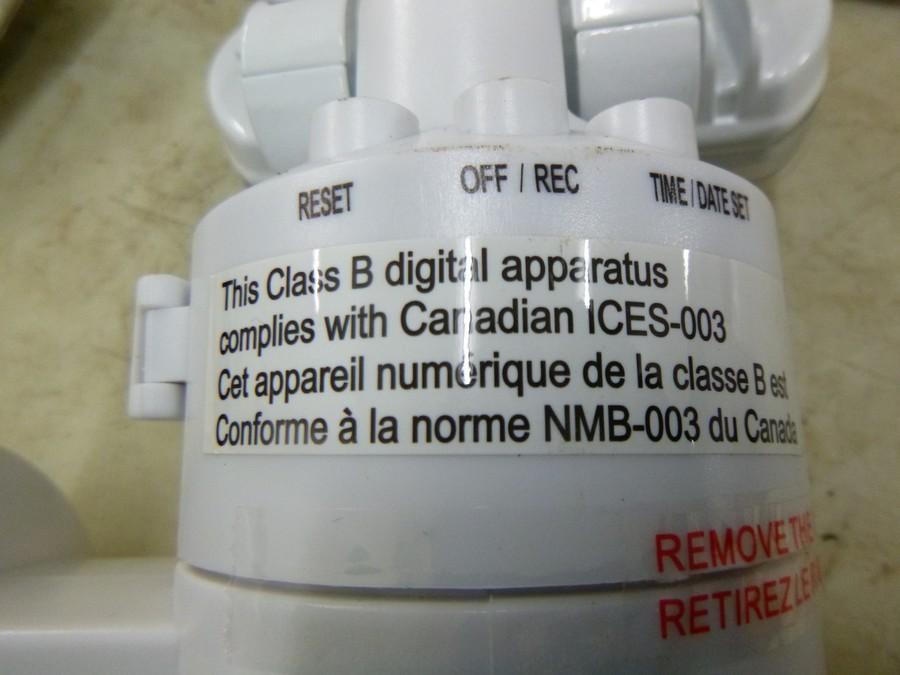 RESET
OFF / REC
TIME / DATE SET
This Class B digital apparatus
complies with Canadian ICES-003
Cet appareil numérique de la classe B est
Conforme à la norme NMB-003 du Canada
REMOVE
RETIREZ LE